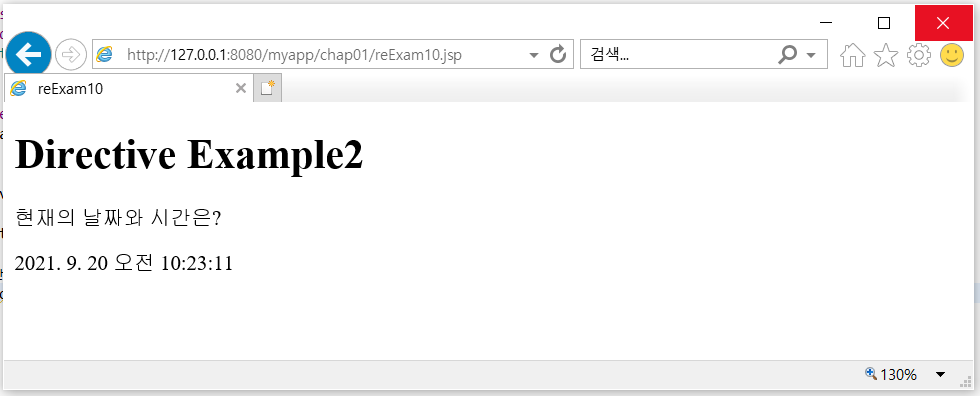 http://127.0.0.1:8080/myapp/chap01/reExam10.jsp
검색...
reExam10
Directive Example2
현재의 날짜와 시간은?
2021. 9. 20 오전 10:23:11
130%